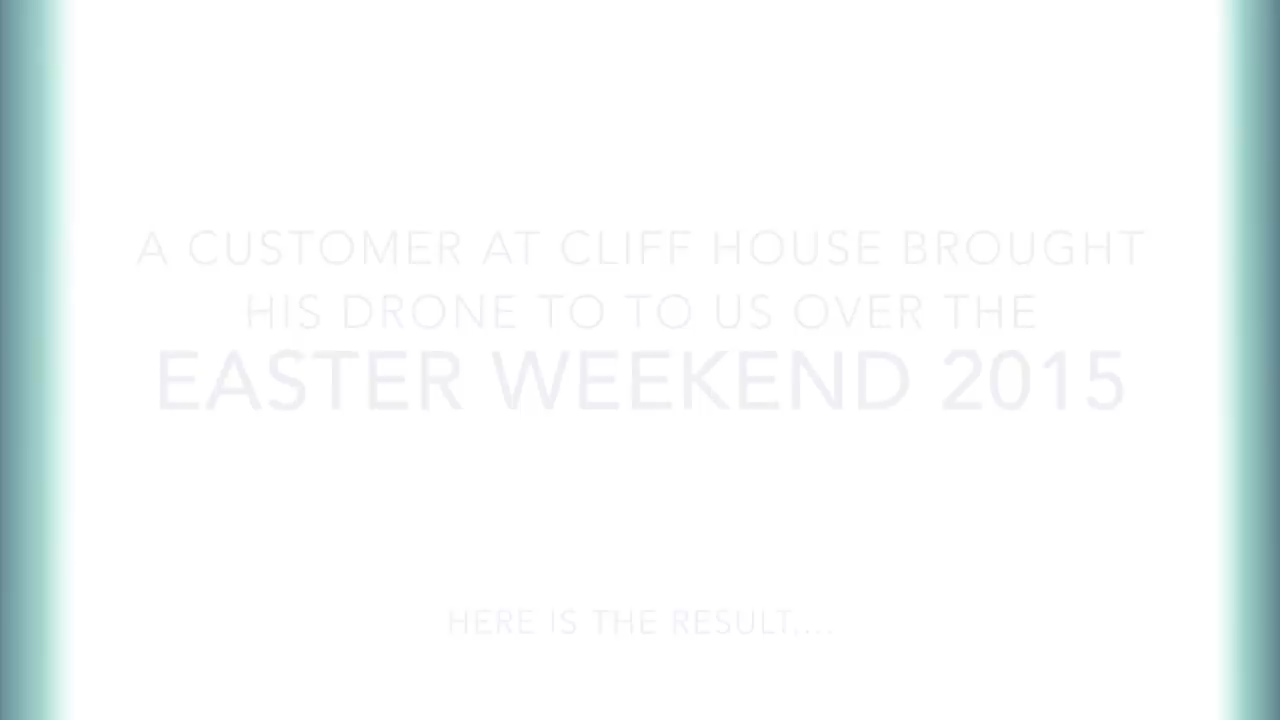 A CUSTOMER AT CLIFF HOUSE BROUGHT
HIS DRONE TO TO US OVER THE
EASTER WEEKEND 2015
HERE IS THE RESULT,...